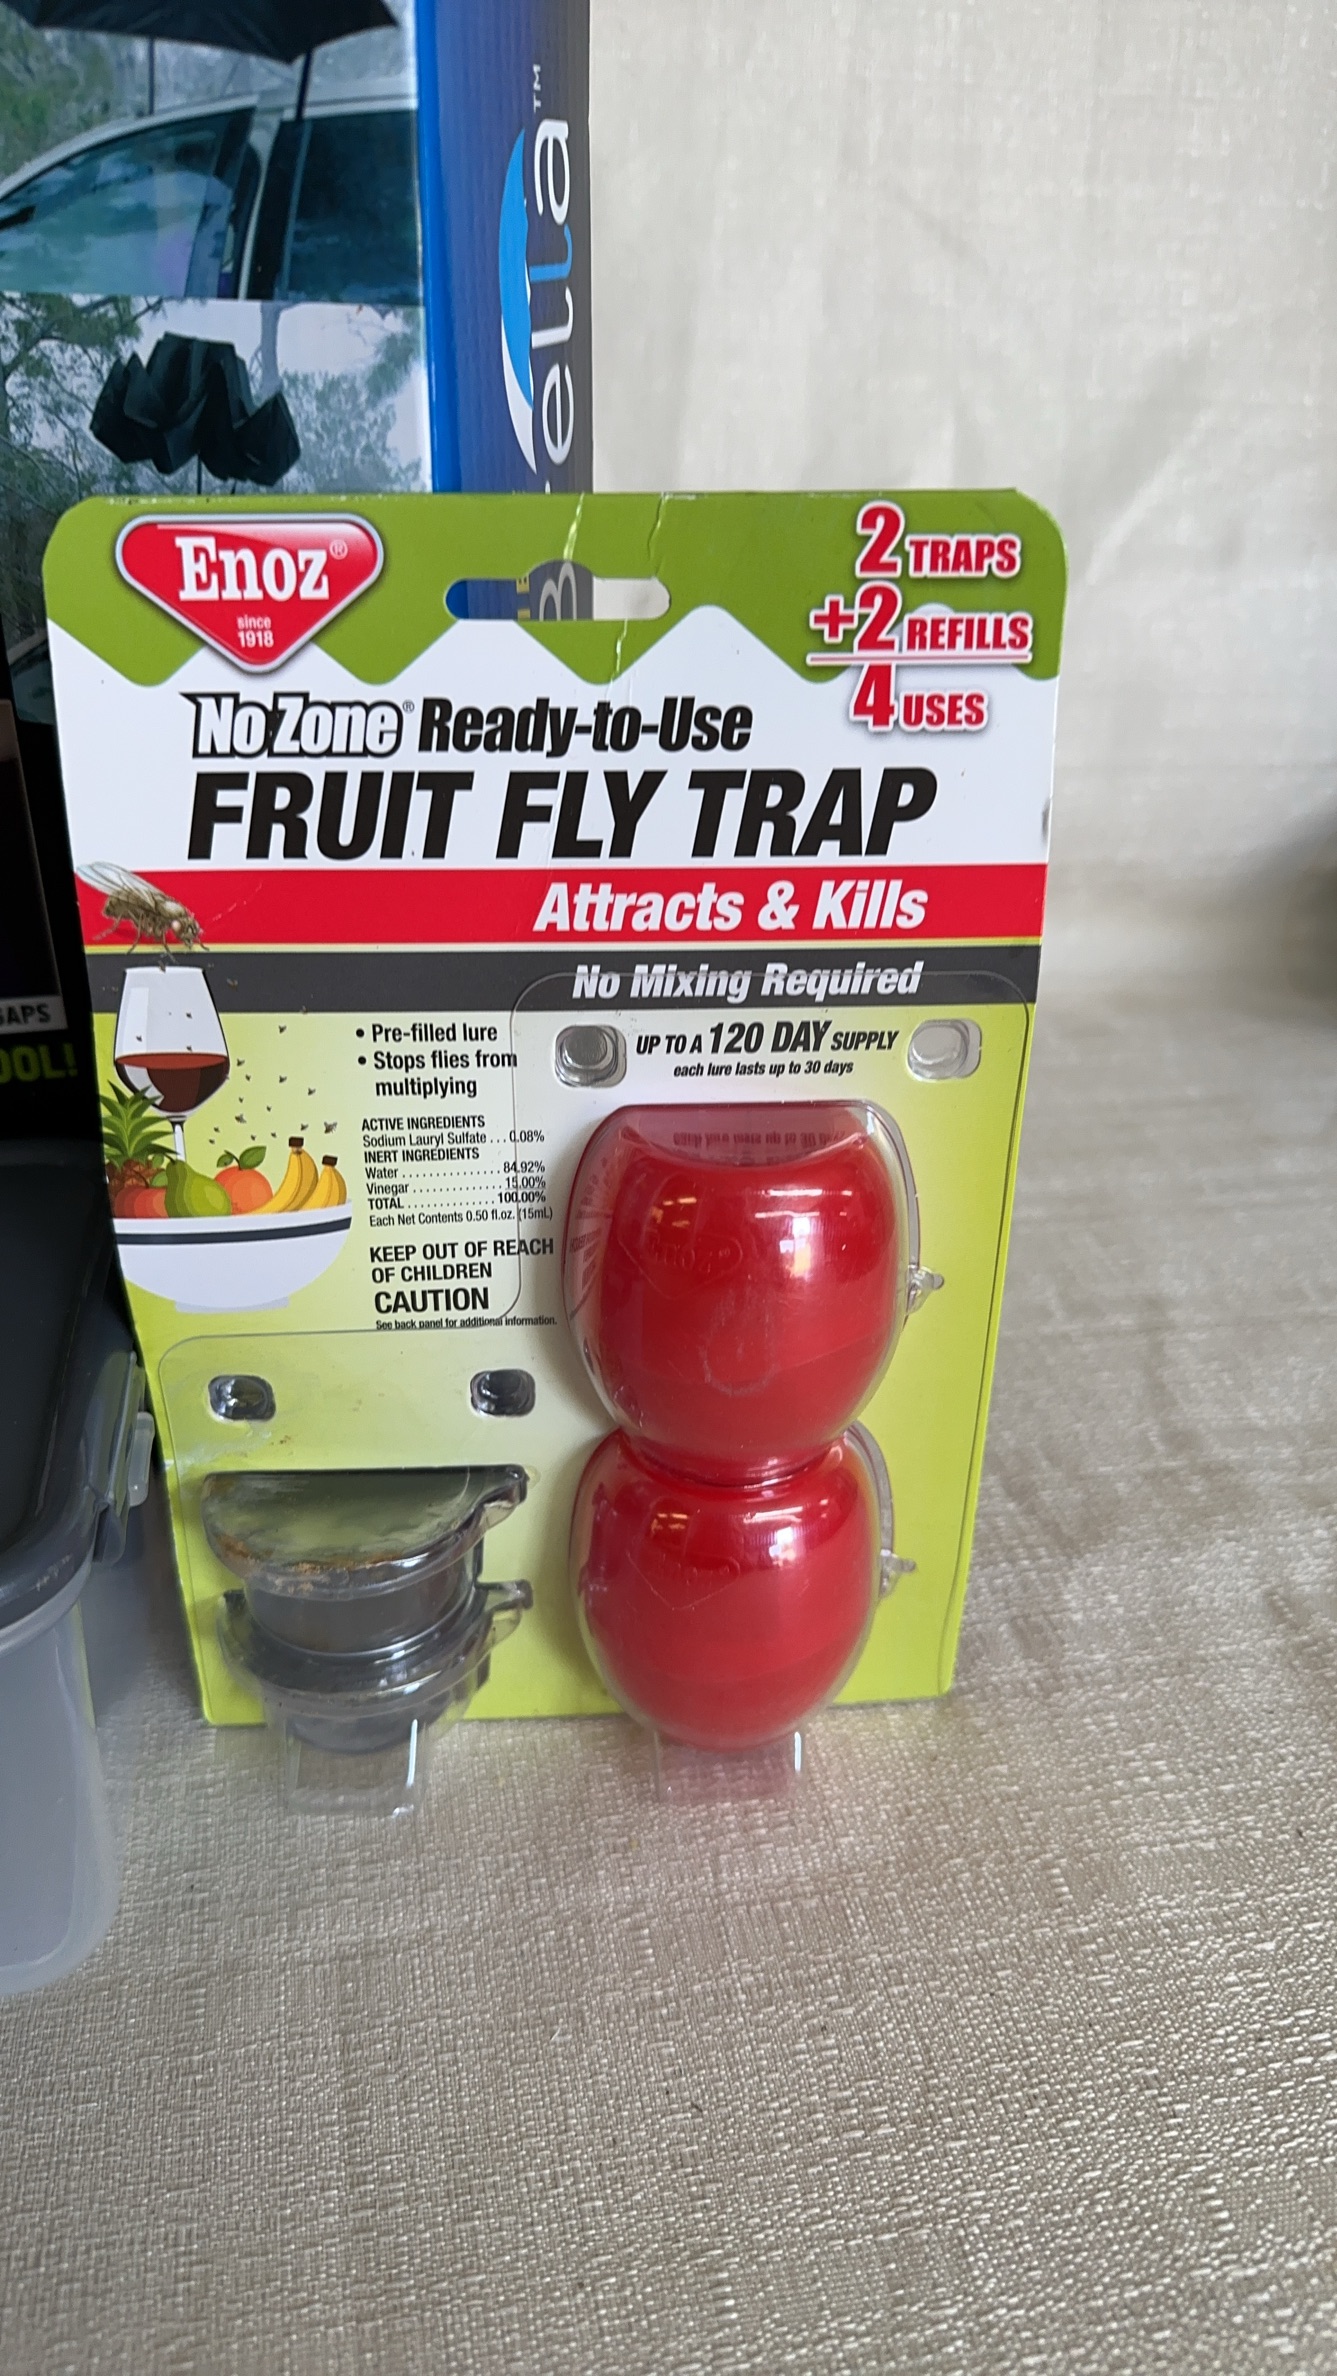 ella™
B
Enoz®
since
1918
2 TRAPS
+2 REFILLS
4 USES
NoZone® Ready-to-Use
FRUIT FLY TRAP
Attracts & Kills
No Mixing Required
• Pre-filled lure
• Stops flies from
multiplying
UP TO A 120 DAY SUPPLY
each lure lasts up to 30 days
ACTIVE INGREDIENTS
Sodium Lauryl Sulfate . . . 0.08%
INERT INGREDIENTS
Water . . . . . . . . . . . . . . . 84.92%
Vinegar . . . . . . . . . . . . . 15.00%
TOTAL . . . . . . . . . . . . . 100.00%
Each Net Contents 0.50 fl.oz. (15mL)
KEEP OUT OF REACH
OF CHILDREN
CAUTION
See back panel for additional information.
GAPS
OOL!